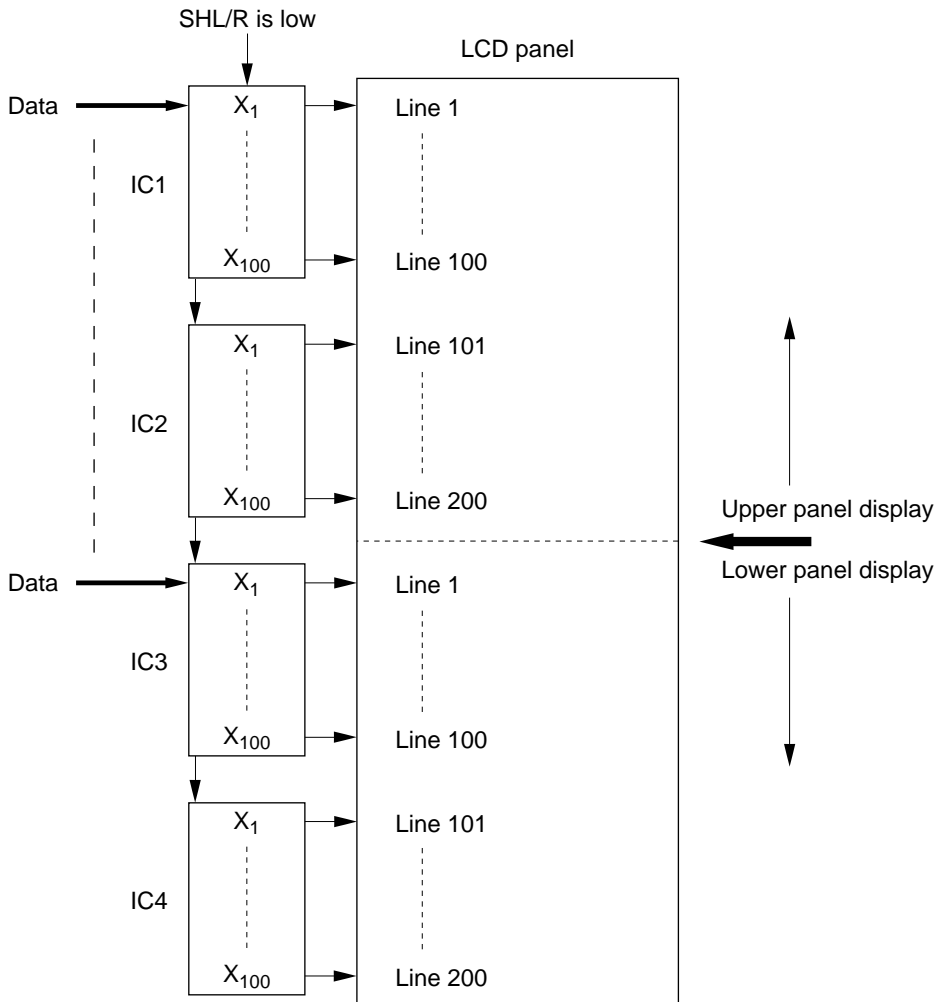 SHL/R is low
LCD panel
Data
X1
Line 1
IC1
X100
Line 100
X1
Line 101
IC2
X100
Line 200
Upper panel display
Lower panel display
Data
X1
Line 1
IC3
X100
Line 100
X1
Line 101
IC4
X100
Line 200